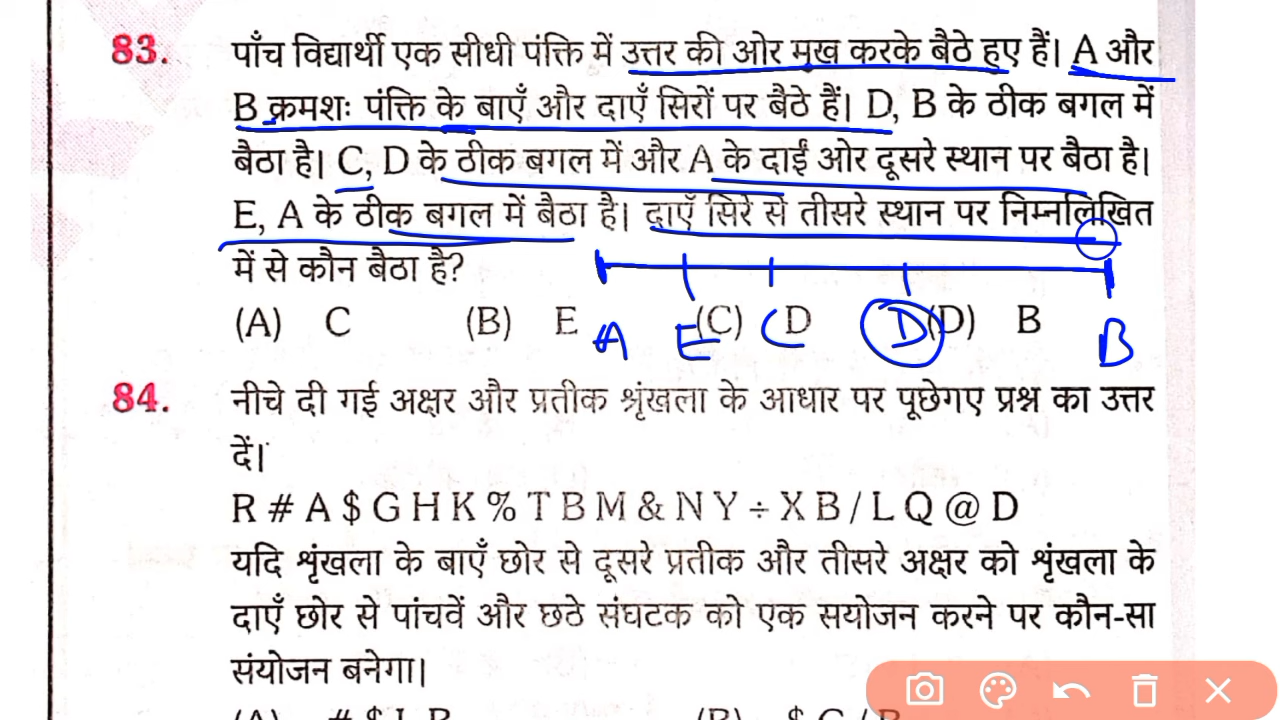 83. पाँच विद्यार्थी एक सीधी पंक्ति में उत्तर की ओर मुख करके बैठे हुए हैं। A और
B क्रमशः पंक्ति के बाएँ और दाएँ सिरों पर बैठे हैं। D, B के ठीक बगल में
बैठा है। C, D के ठीक बगल में और A के दाईं ओर दूसरे स्थान पर बैठा है।
E, A के ठीक बगल में बैठा है। दाएँ सिरे से तीसरे स्थान पर निम्नलिखित
में से कौन बैठा है?
(A) C (B) E (C) D (D) B
A E C D B
84. नीचे दी गई अक्षर और प्रतीक श्रृंखला के आधार पर पूछेगए प्रश्न का उत्तर
दें।
R # A $ G H K % T B M & N Y ÷ X B / L Q @ D
यदि श्रृंखला के बाएँ छोर से दूसरे प्रतीक और तीसरे अक्षर को श्रृंखला के
दाएँ छोर से पांचवें और छठे संघटक को एक सयोजन करने पर कौन-सा
संयोजन बनेगा।